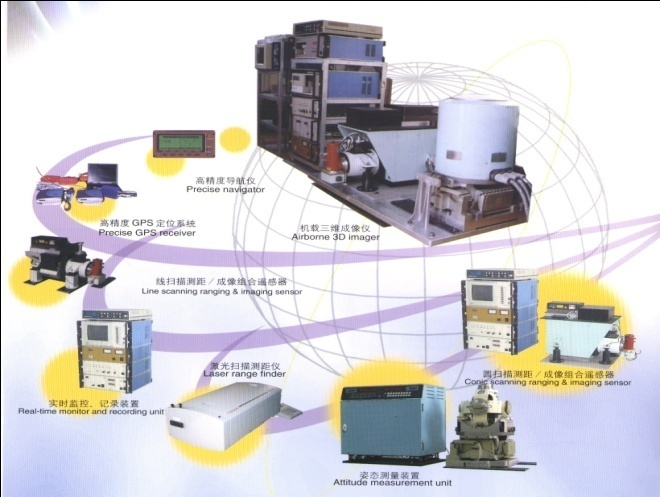 高精度导航仪
Precise navigator
高精度 GPS 定位系统
Precise GPS receiver
机载三维成像仪
Airborne 3D imager
线扫描测距／成像组合遥感器
Line scanning ranging & imaging sensor
激光扫描测距仪
Laser range finder
圆扫描测距／成像组合遥感器
Conic scanning ranging & imaging sensor
实时监控、记录装置
Real-time monitor and recording unit
姿态测量装置
Attitude measurement unit